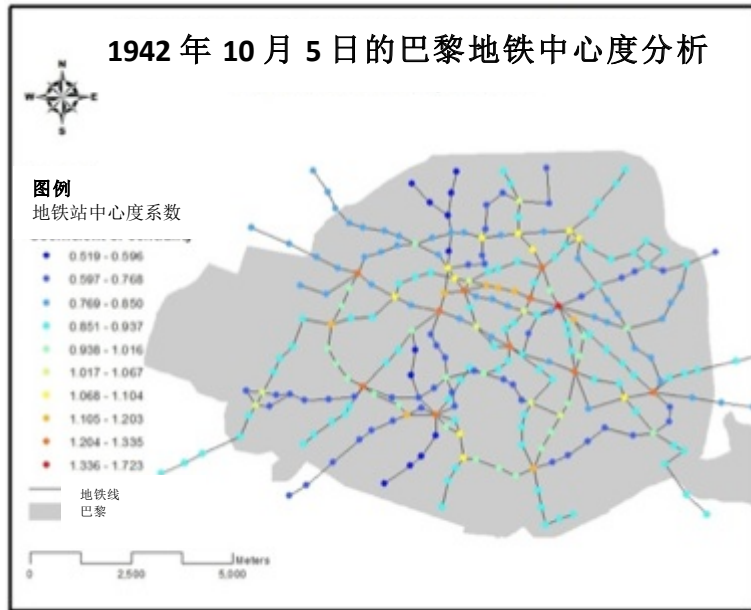 1942 年 10 月 5 日的巴黎地铁中心度分析
N
W E
S
图例
地铁站中心度系数
0.519 - 0.596
0.597 - 0.768
0.769 - 0.850
0.851 - 0.937
0.938 - 1.016
1.017 - 1.067
1.068 - 1.104
1.105 - 1.203
1.204 - 1.335
1.336 - 1.723
地铁线
巴黎
Meters
0 2,500 5,000